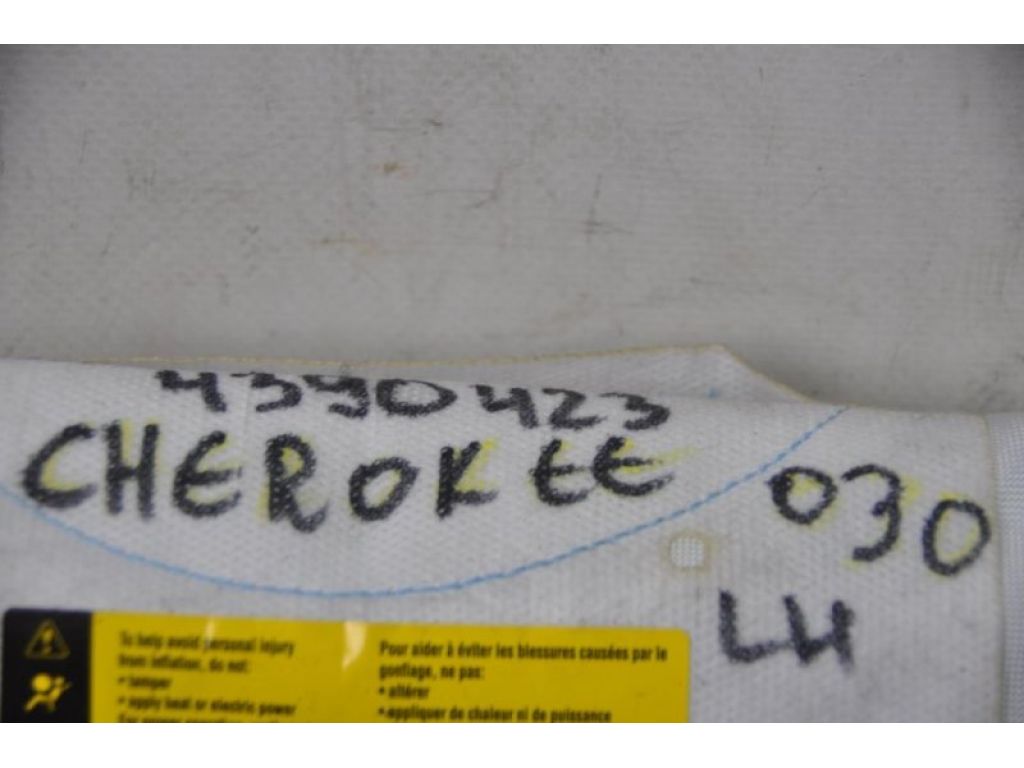 4390423
CHEROKEE
030
LH
To help avoid personal injury
from inflation, do not:
• tamper
• apply heat or electric power
Pour aider à éviter les blessures causées par le
gonflage, ne pas:
• altérer
• appliquer de chaleur ni de puissance